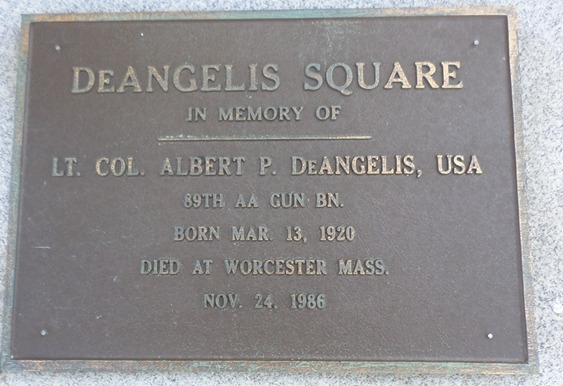 DEANGELIS SQUARE
IN MEMORY OF
LT. COL. ALBERT P. DEANGELIS, USA
89TH AA GUN BN.
BORN MAR. 13, 1920
DIED AT WORCESTER MASS.
NOV. 24. 1986